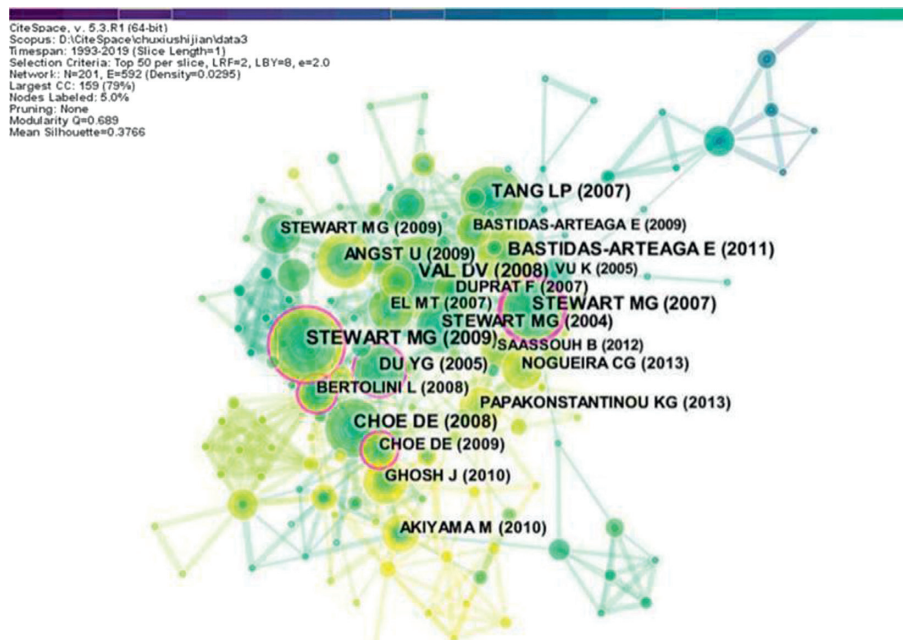 CiteSpace, v. 5.3.R1 (64-bit)
Scopus: D:\CiteSpace\chuxiushijian\data3
Timespan: 1993-2019 (Slice Length=1)
Selection Criteria: Top 50 per slice, LRF=2, LBY=8, e=2.0
Network: N=201, E=592 (Density=0.0295)
Largest CC: 159 (79%)
Nodes Labeled: 5.0%
Pruning: None
Modularity Q=0.689
Mean Silhouette=0.3766
TANG LP (2007)
STEWART MG (2009)
BASTIDAS-ARTEAGA E (2009)
ANGST U (2009)
BASTIDAS-ARTEAGA E (2011)
VAL DV (2008)
VU K (2005)
DUPRAT F (2007)
EL MT (2007)
STEWART MG (2007)
STEWART MG (2004)
STEWART MG (2009)
SAASSOUH B (2012)
DU YG (2005)
NOGUEIRA CG (2013)
BERTOLINI L (2008)
PAPAKONSTANTINOU KG (2013)
CHOE DE (2008)
CHOE DE (2009)
GHOSH J (2010)
AKIYAMA M (2010)